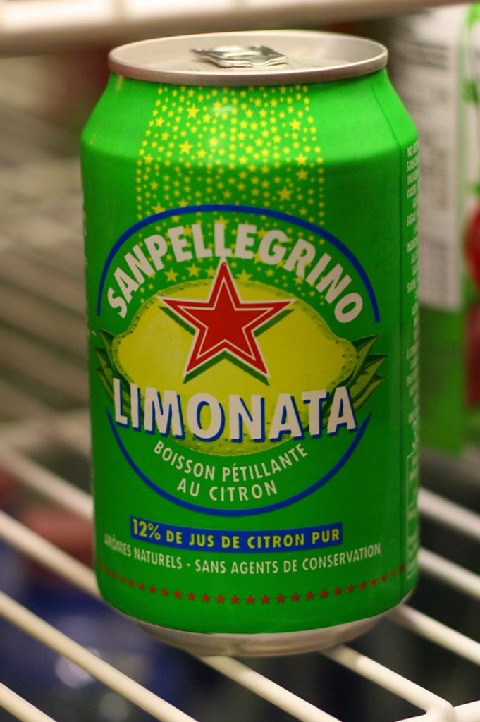 SANPELLEGRINO
LIMONATA
BOISSON PÉTILLANTE
AU CITRON
12% DE JUS DE CITRON PUR
ARÔMES NATURELS - SANS AGENTS DE CONSERVATION